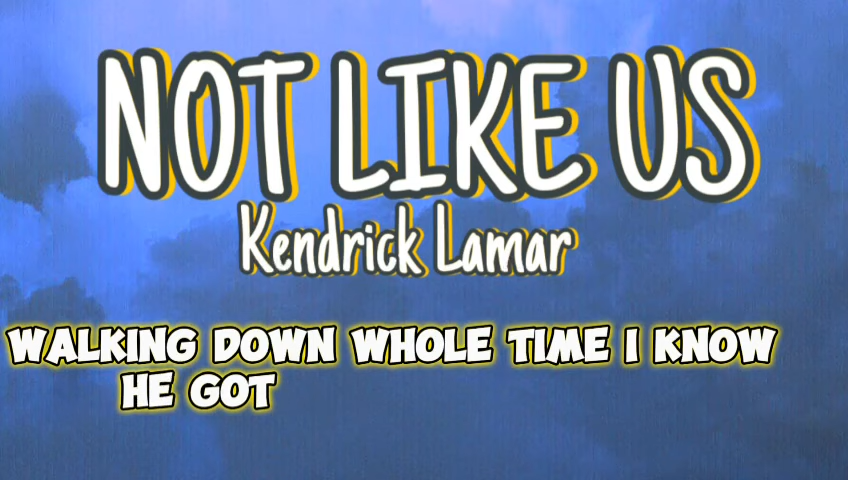 NOT LIKE US
Kendrick Lamar
WALKING DOWN WHOLE TIME I KNOW
HE GOT